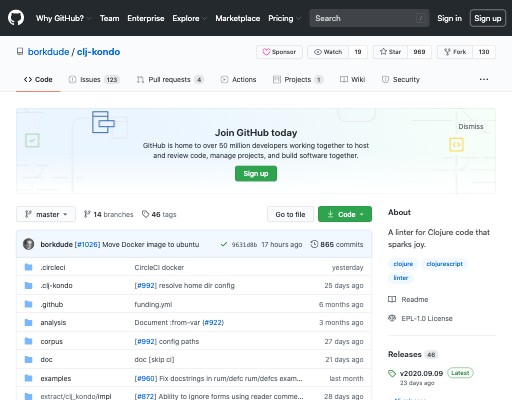 Why GitHub? Team Enterprise Explore Marketplace Pricing Search / Sign in Sign up
borkdude / clj-kondo Sponsor Watch 19 Star 969 Fork 130
Code Issues 123 Pull requests 4 Actions Projects 1 Wiki Security ...
Join GitHub today
Dismiss
GitHub is home to over 50 million developers working together to host
and review code, manage projects, and build software together.
Sign up
master 14 branches 46 tags Go to file Code
borkdude [#1026] Move Docker image to ubuntu 9631d8b 17 hours ago 865 commits
.circleci CircleCI docker yesterday
.clj-kondo [#992] resolve home dir config 25 days ago
.github funding.yml 6 months ago
analysis Document :from-var (#922) 3 months ago
corpus [#992] config paths 27 days ago
doc doc [skip ci] 21 days ago
examples [#960] Fix docstrings in rum/defc rum/defcs exam... last month
extract/clj_kondo/impl [#872] Ability to ignore forms using reader comme... 28 days ago
About
A linter for Clojure code that
sparks joy.
clojure clojurescript
linter
Readme
EPL-1.0 License
Releases 46
v2020.09.09 Latest
23 days ago